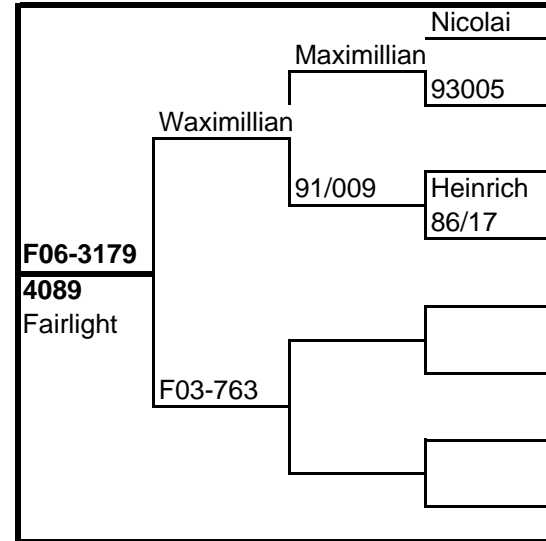 Nicolai
Maximillian
93005
Waximillian
91/009
Heinrich
86/17
F06-3179
4089
Fairlight
F03-763